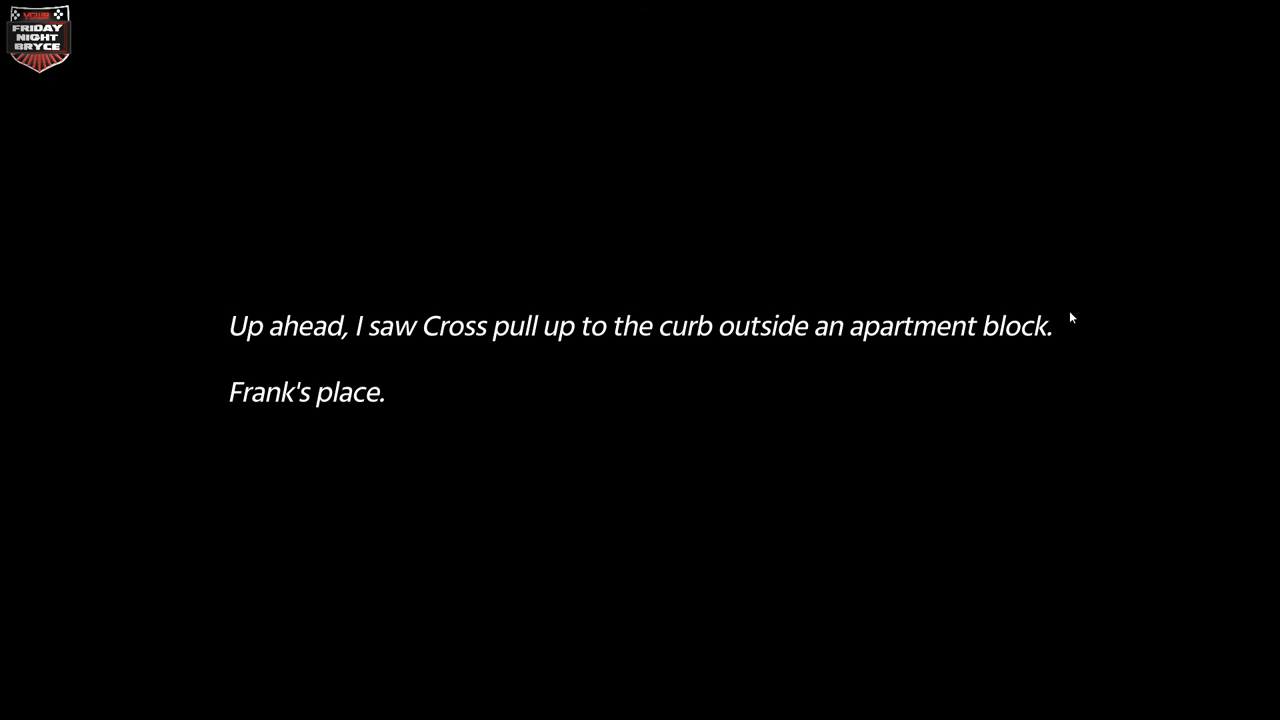 FRIDAY
NIGHT
BRYCE
Up ahead, I saw Cross pull up to the curb outside an apartment block.
Frank's place.